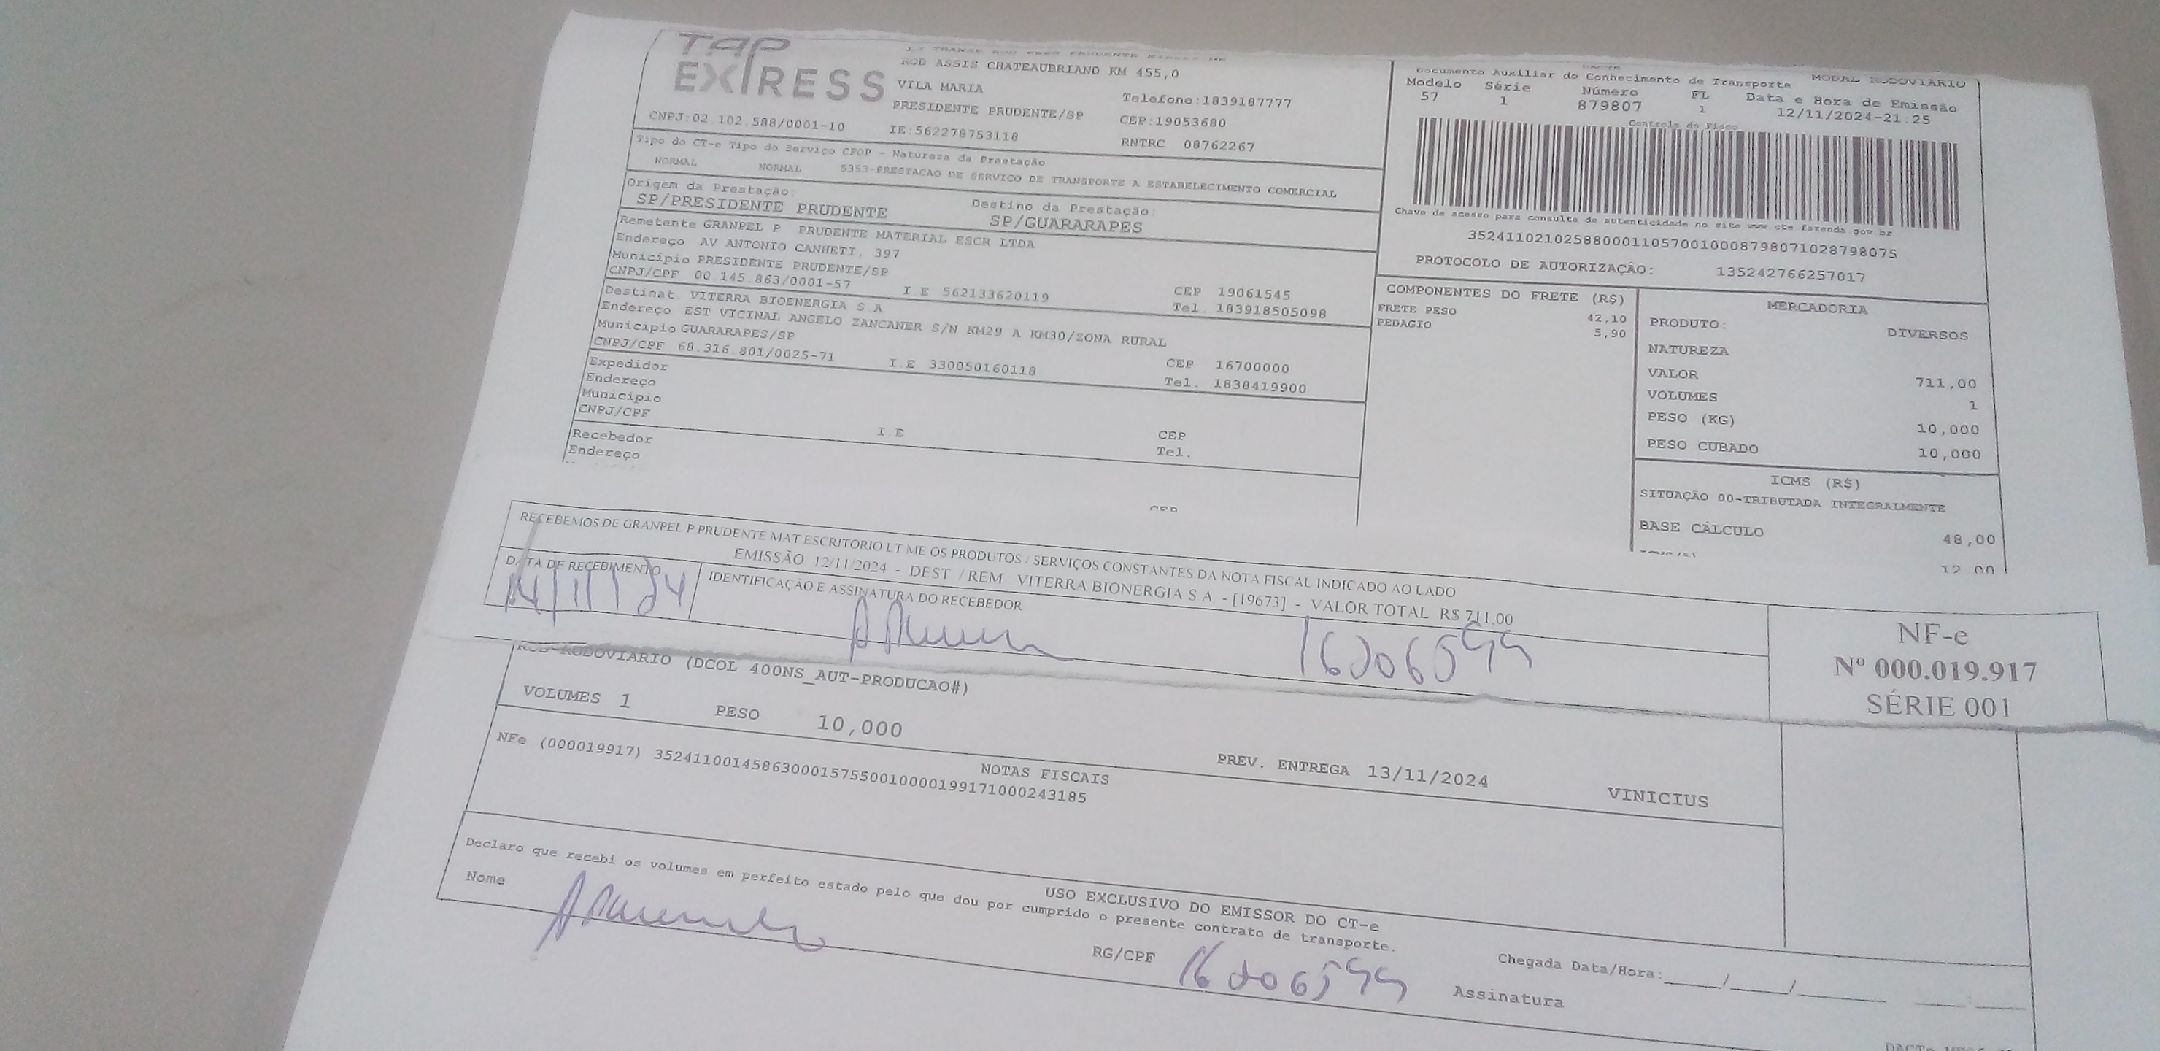 TAP
EXPRESS
ROD ASSIS CHATEAUBRIAND KM 455,0
VILA MARIA Telefone:1839187777
PRESIDENTE PRUDENTE/SP CEP:19053680
CNPJ:02.102.588/0001-10 IE:562278753118 RNTRC 08762267
Tipo do CT-e Tipo do Serviço CFOP - Natureza da Prestação
NORMAL NORMAL 5353-PRESTACAO DE SERVICO DE TRANSPORTE A ESTABELECIMENTO COMERCIAL
Origem da Prestação: Destino da Prestação:
SP/PRESIDENTE PRUDENTE SP/GUARARAPES
Remetente GRANPEL P PRUDENTE MATERIAL ESCR LTDA
Endereço AV ANTONIO CANHETI, 397
Município PRESIDENTE PRUDENTE/SP CEP 19061545
CNPJ/CPF 00.145.863/0001-57 I.E 562133620119 Tel. 183918505098
Destinat. VITERRA BIOENERGIA S A
Endereço EST VICINAL ANGELO ZANCANER S/N KM29 A KM30/ZONA RURAL
Município GUARARAPES/SP CEP 16700000
CNPJ/CPF 68.316.801/0025-71 I.E 330050160118 Tel. 1838419900
Expedidor
Endereço
Município CEP
CNPJ/CPF I.E Tel.
Recebedor
Endereço
CEP
DACTE
Documento Auxiliar do Conhecimento de Transporte MODAL RODOVIÁRIO
Modelo Série Número FL Data e Hora de Emissão
57 1 879807 1 12/11/2024-21:25
Controle do Fisco
Chave de acesso para consulta de autenticidade no site www.cte.fazenda.gov.br
35241102102588000110570010008798071028798075
PROTOCOLO DE AUTORIZAÇÃO: 135242766257017
COMPONENTES DO FRETE (R$)
FRETE PESO 42,10
PEDAGIO 5,90
MERCADORIA
PRODUTO: DIVERSOS
NATUREZA
VALOR 711,00
VOLUMES 1
PESO (KG) 10,000
PESO CUBADO 10,000
ICMS (R$)
SITUAÇÃO 00-TRIBUTADA INTEGRALMENTE
BASE CÁLCULO 48,00
12,00
RECEBEMOS DE GRANPEL P PRUDENTE MAT ESCRITORIO LT ME OS PRODUTOS / SERVIÇOS CONSTANTES DA NOTA FISCAL INDICADO AO LADO
EMISSÃO 12/11/2024 - DEST / REM VITERRA BIONERGIA S A - [19673] - VALOR TOTAL R$ 711.00
DATA DE RECEBIMENTO IDENTIFICAÇÃO E ASSINATURA DO RECEBEDOR
14/11/24 16206599
NF-e
Nº 000.019.917
SÉRIE 001
RODOVIARIO (DCOL 400NS_AUT-PRODUCAO#)
VOLUMES 1 PESO 10,000 PREV. ENTREGA 13/11/2024 VINICIUS
NOTAS FISCAIS
NFe (000019917) 35241100145863000157550010000199171000243185
USO EXCLUSIVO DO EMISSOR DO CT-e
Declaro que recebi os volumes em perfeito estado pelo que dou por cumprido o presente contrato de transporte.
Nome RG/CPF 16206599 Chegada Data/Hora:____/____/____ ____:____
Assinatura